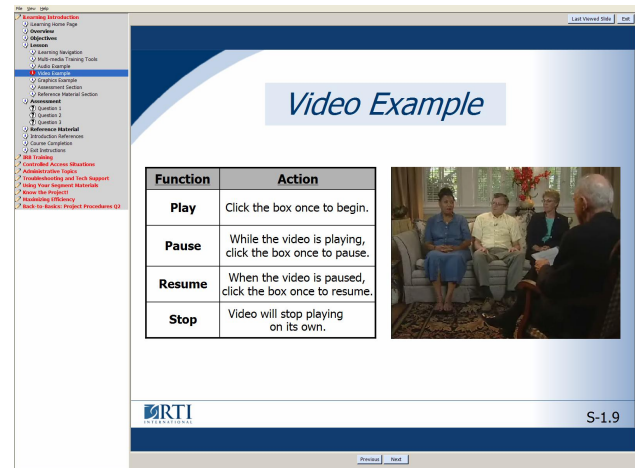 File View Help
iLearning Introduction
iLearning Home Page
Overview
Objectives
Lesson
iLearning Navigation
Multi-media Training Tools
Audio Example
Video Example
Graphics Example
Assessment Section
Reference Material Section
Assessment
Question 1
Question 2
Question 3
Reference Material
Introduction References
Course Completion
Exit Instructions
IRB Training
Controlled Access Situations
Administrative Topics
Troubleshooting and Tech Support
Using Your Segment Materials
Know the Project!
Maximizing Efficiency
Back-to-Basics: Project Procedures Q2
Last Viewed Slide Exit
Video Example
Function Action
Play Click the box once to begin.
Pause While the video is playing,
click the box once to pause.
Resume When the video is paused,
click the box once to resume.
Stop Video will stop playing
on its own.
RTI
INTERNATIONAL
S-1.9
Previous Next